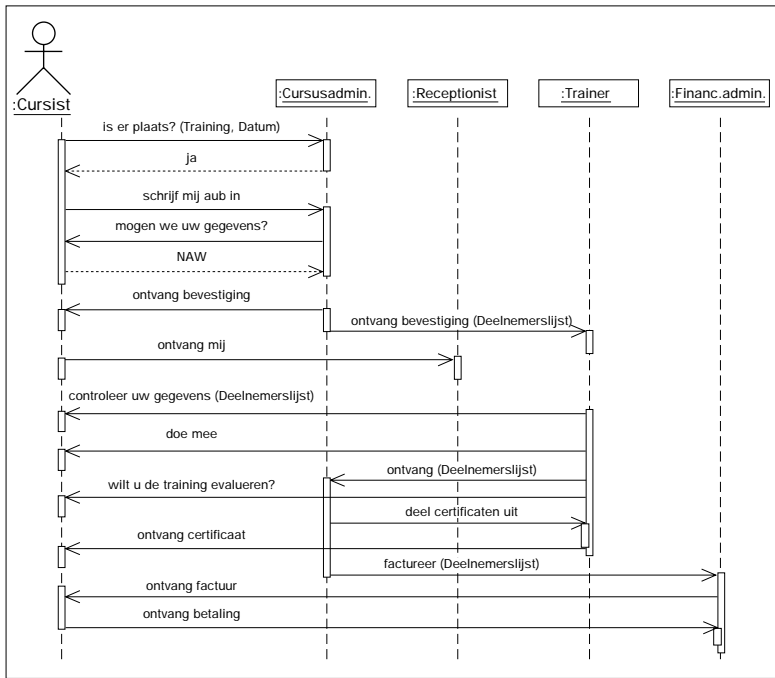 :Cursist
:Cursusadmin.
:Receptionist
:Trainer
:Financ.admin.
is er plaats? (Training, Datum)
ja
schrijf mij aub in
mogen we uw gegevens?
NAW
ontvang bevestiging
ontvang bevestiging (Deelnemerslijst)
ontvang mij
controleer uw gegevens (Deelnemerslijst)
doe mee
ontvang (Deelnemerslijst)
wilt u de training evalueren?
deel certificaten uit
ontvang certificaat
factureer (Deelnemerslijst)
ontvang factuur
ontvang betaling